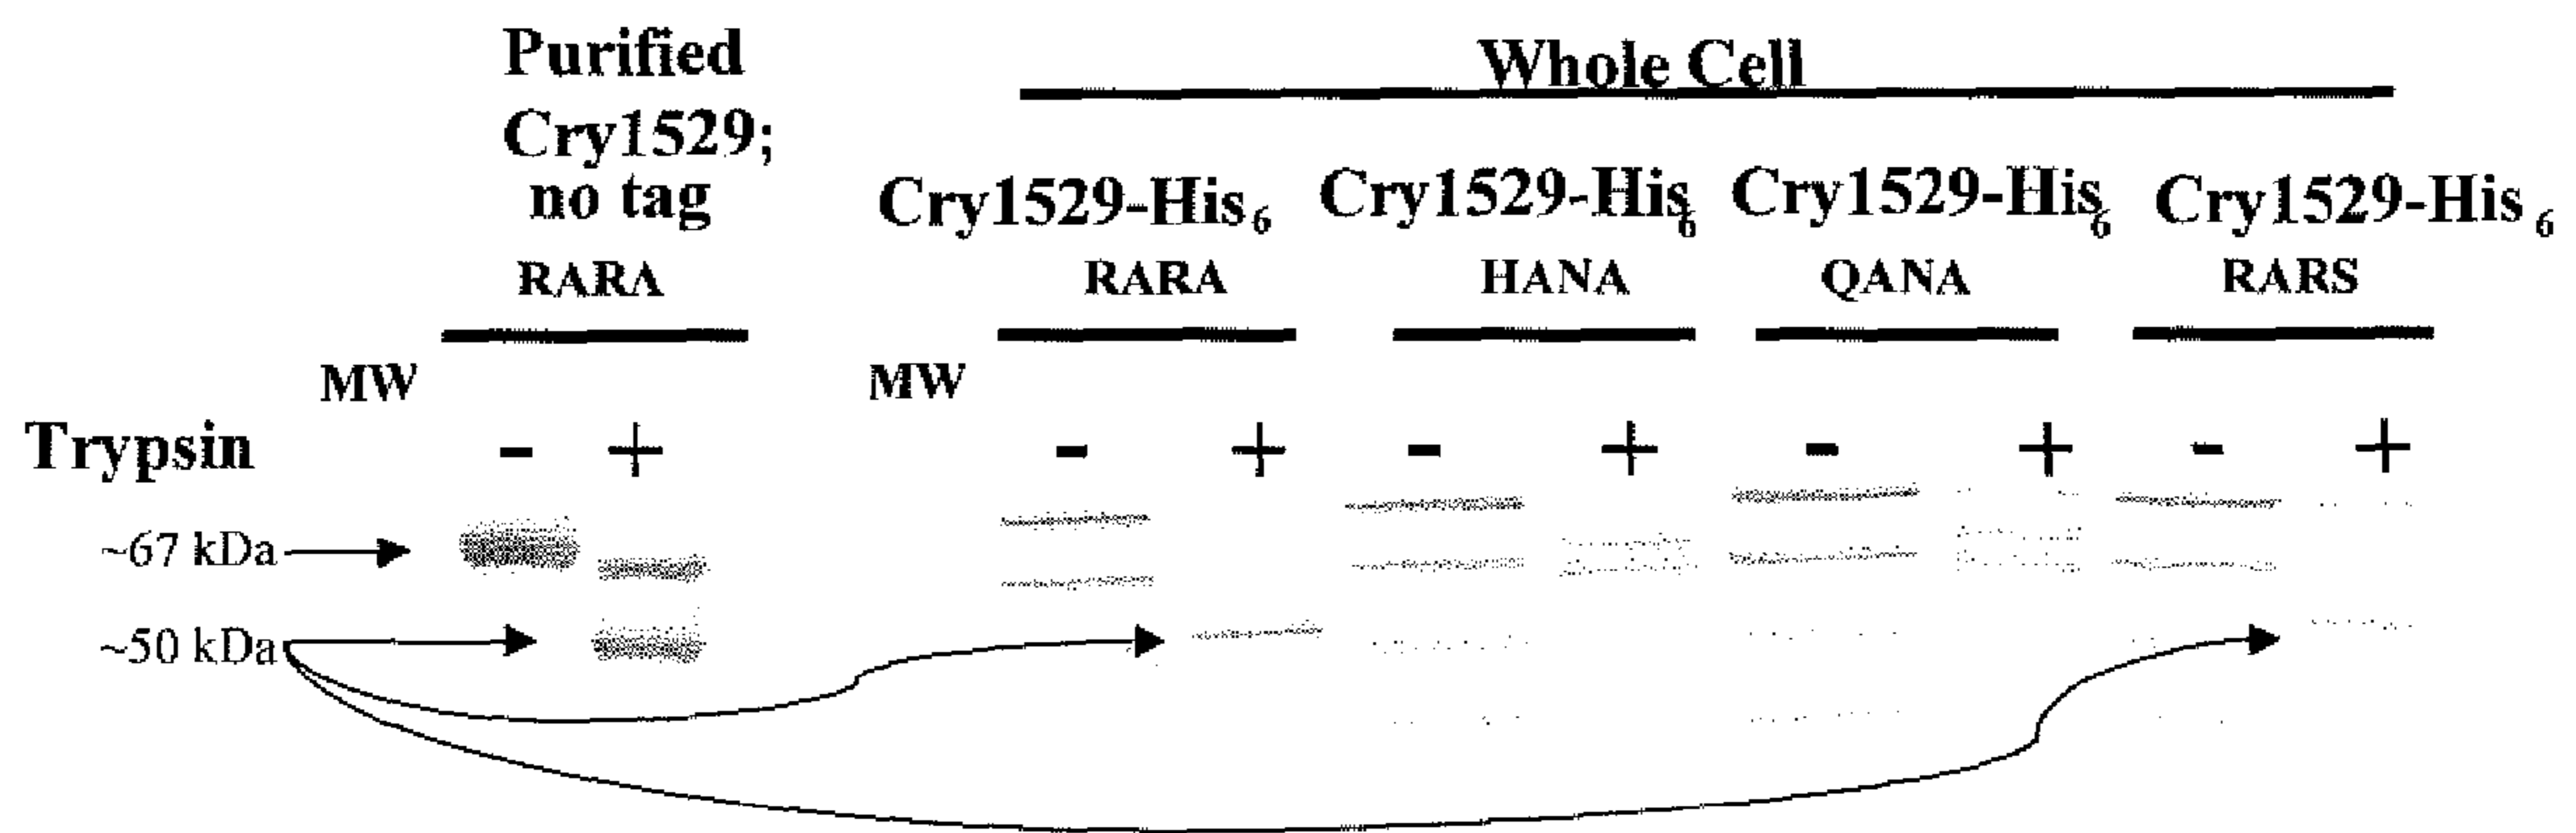 Purified
Cry1529;
no tag
RARA
Whole Cell
Cry1529-His6 Cry1529-His6 Cry1529-His6 Cry1529-His6
RARA HANA QANA RARS
MW MW
Trypsin - + - + - + - + - +
~67 kDa
~50 kDa